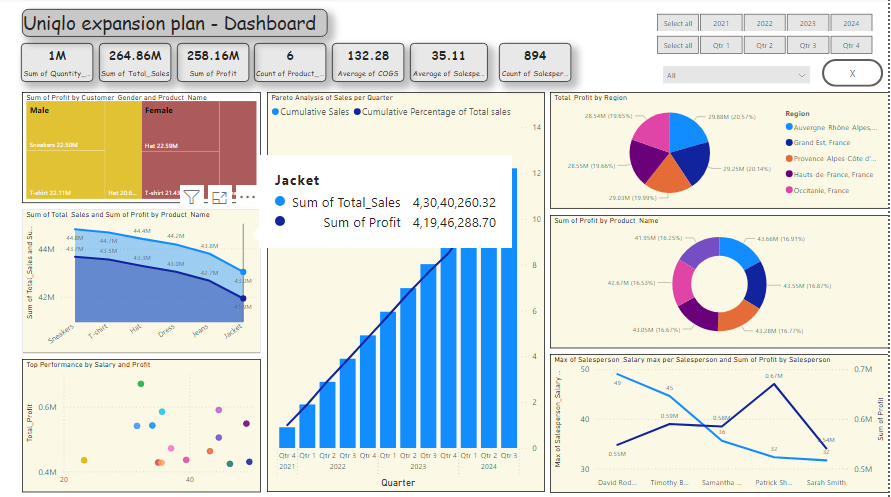 Uniqlo expansion plan - Dashboard
Select all 2021 2022 2023 2024
Select all Qtr 1 Qtr 2 Qtr 3 Qtr 4
All
X
1M
Sum of Quantity_...
264.86M
Sum of Total_Sales
258.16M
Sum of Profit
6
Count of Product_...
132.28
Average of COGS
35.11
Average of Salespe...
894
Count of Salesper...
Sum of Profit by Customer_Gender and Product_Name
Male
Female
Sneakers 22.50M
Hat 22.59M
T-shirt 22.11M
Hat 20.6...
T-shirt 21.43
Sum of Total_Sales and Sum of Profit by Product_Name
Sum of Total_Sales and Su...
44M
42M
44.8M
44.7M
44.4M
44.2M
43.8M
43.0M
43.7M
43.5M
43.3M
43.0M
42.7M
Sneakers
T-shirt
Hat
Dress
Jeans
Jacket
Top Performance by Salary and Profit
Total_Profit
0.6M
0.4M
20
40
Pareto Analysis of Sales per Quarter
Cumulative Sales
Cumulative Percentage of Total sales
14
12
10
8
6
4
2
0
Qtr 4 Qtr 1 Qtr 2 Qtr 3 Qtr 4 Qtr 1 Qtr 2 Qtr 3 Qtr 4 Qtr 1 Qtr 2 Qtr 3
2021 2022 2023 2024
Quarter
Jacket
Sum of Total_Sales 4,30,40,260.32
Sum of Profit 4,19,46,288.70
Total_Profit by Region
28.54M (19.65%)
29.88M (20.57%)
28.55M (19.66%)
29.25M (20.14%)
29.03M (19.99%)
Region
Auvergne-Rhône-Alpes,...
Grand Est, France
Provence-Alpes-Côte d'...
Hauts-de-France, France
Occitanie, France
Sum of Profit by Product_Name
41.95M (16.25%)
43.66M (16.91%)
42.67M (16.53%)
43.55M (16.87%)
43.05M (16.67%)
43.28M (16.77%)
Max of Salesperson_Salary max per Salesperson and Sum of Profit by Salesperson
Max of Salesperson_Salary ...
50
40
30
49
45
36
32
32
0.55M
0.59M
0.58M
0.67M
0.7M
0.6M
0.5M
Sum of Profit
David Rod...
Timothy B...
Samantha ...
Patrick Sh...
Sarah Smith